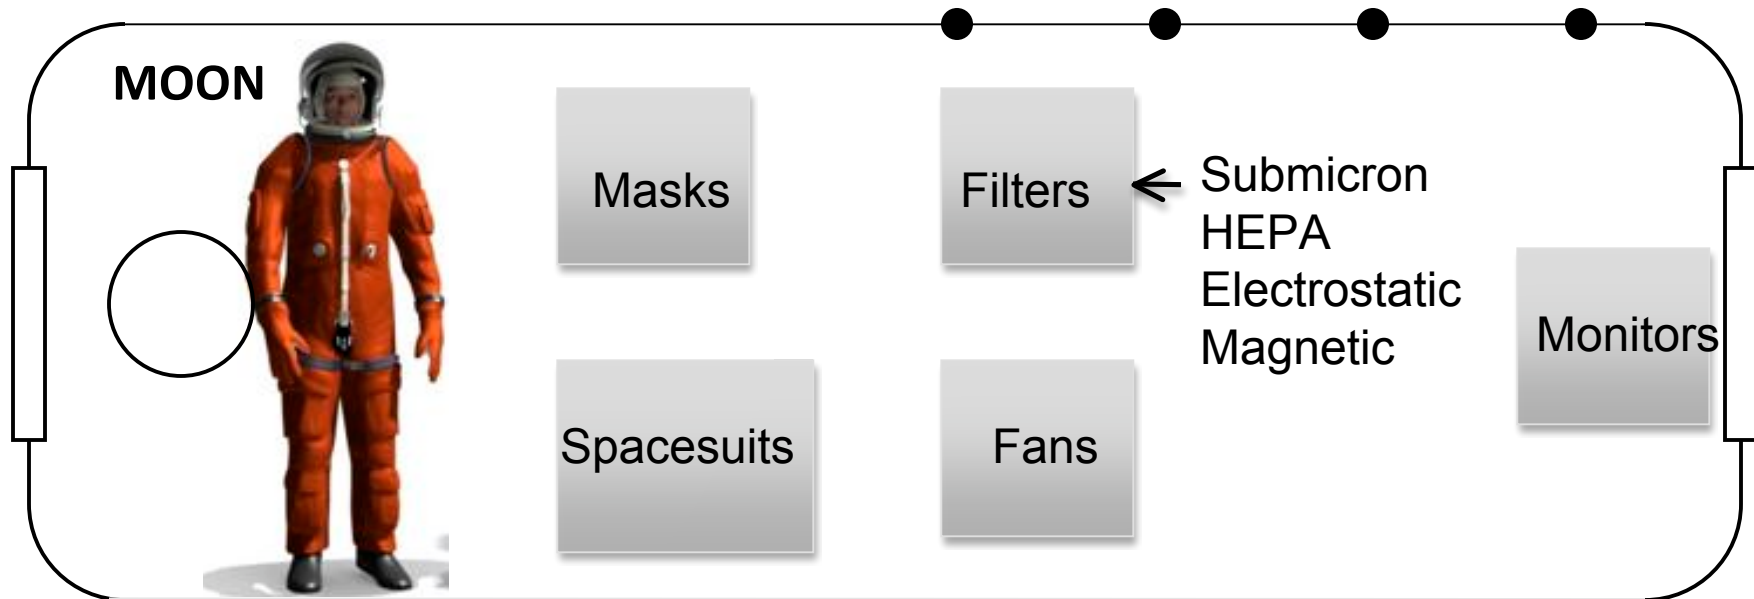 MOON
Masks
Filters
Submicron
HEPA
Electrostatic
Magnetic
Monitors
Spacesuits
Fans